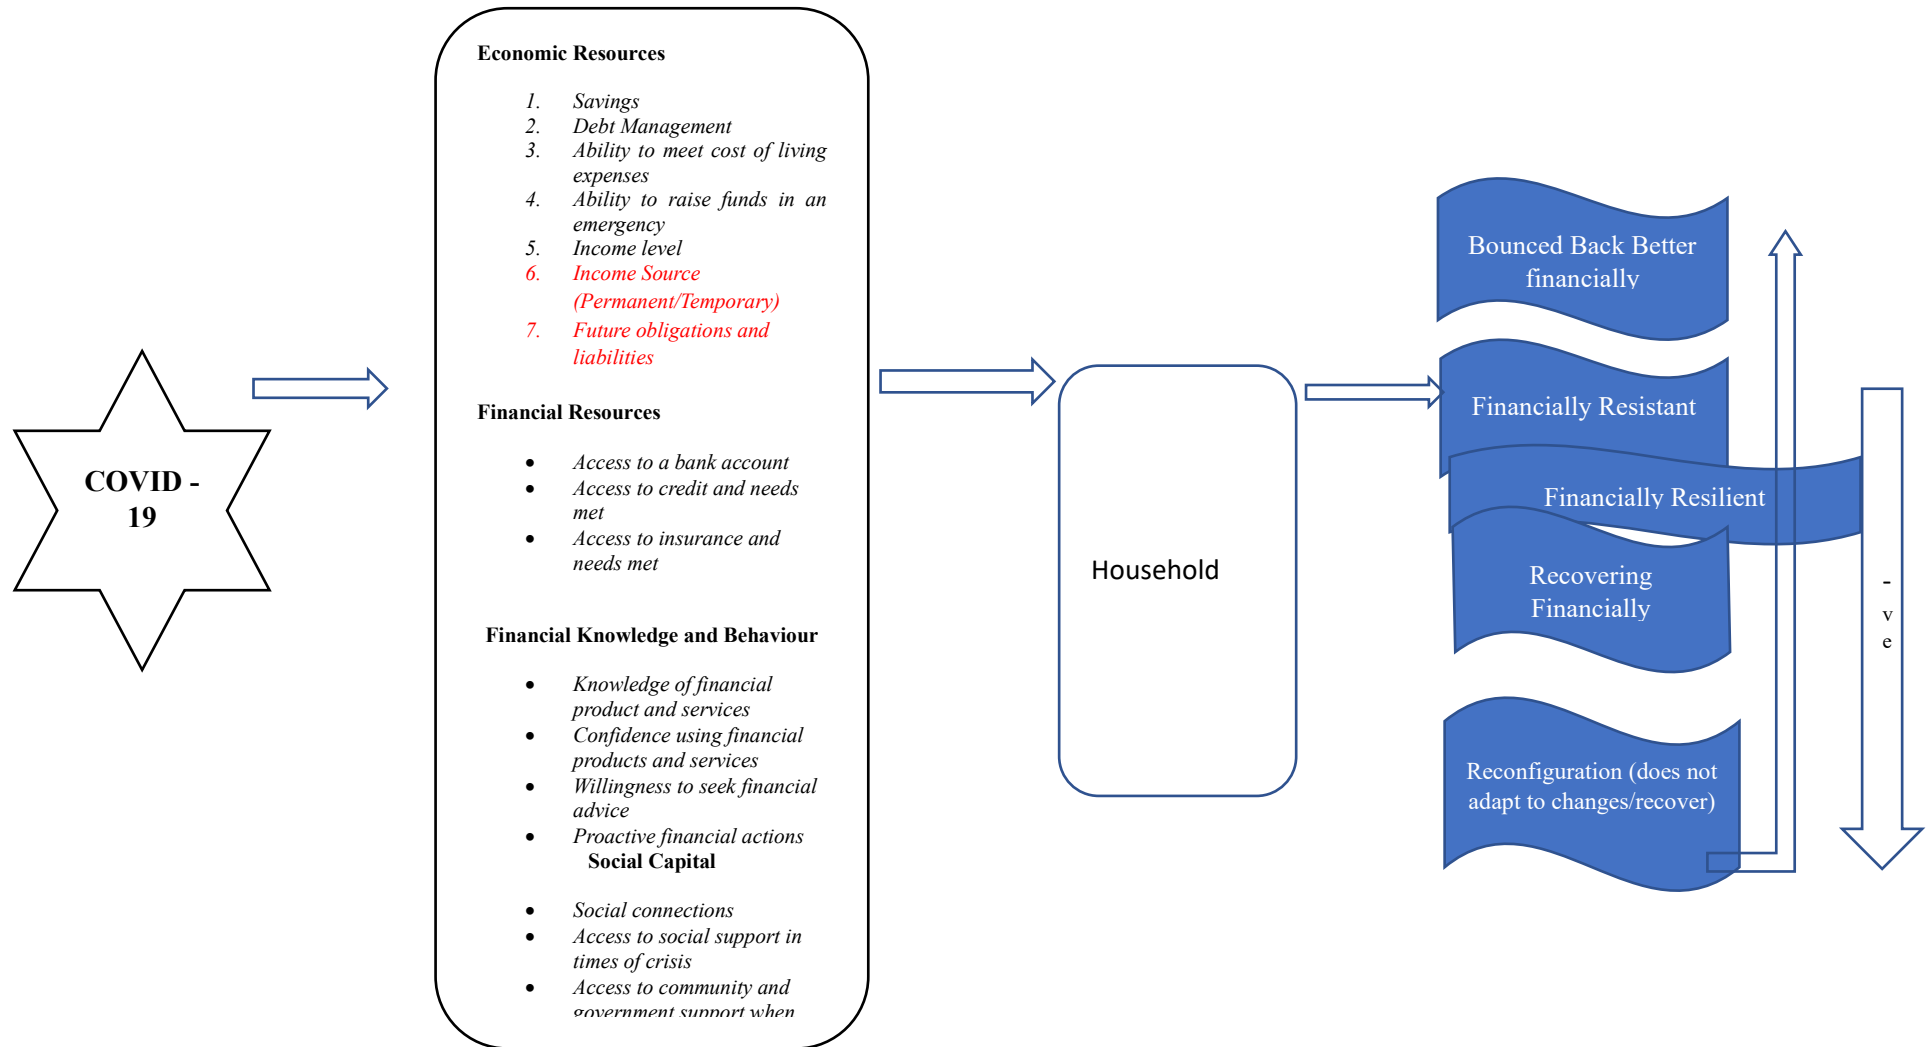 COVID -
19
Economic Resources
1. Savings
2. Debt Management
3. Ability to meet cost of living
expenses
4. Ability to raise funds in an
emergency
5. Income level
6. Income Source
(Permanent/Temporary)
7. Future obligations and
liabilities
Financial Resources
• Access to a bank account
• Access to credit and needs
met
• Access to insurance and
needs met
Financial Knowledge and Behaviour
• Knowledge of financial
product and services
• Confidence using financial
products and services
• Willingness to seek financial
advice
• Proactive financial actions
Social Capital
• Social connections
• Access to social support in
times of crisis
• Access to community and
government support when
Household
Bounced Back Better
financially
Financially Resistant
Financially Resilient
Recovering
Financially
Reconfiguration (does not
adapt to changes/recover)
-
v
e